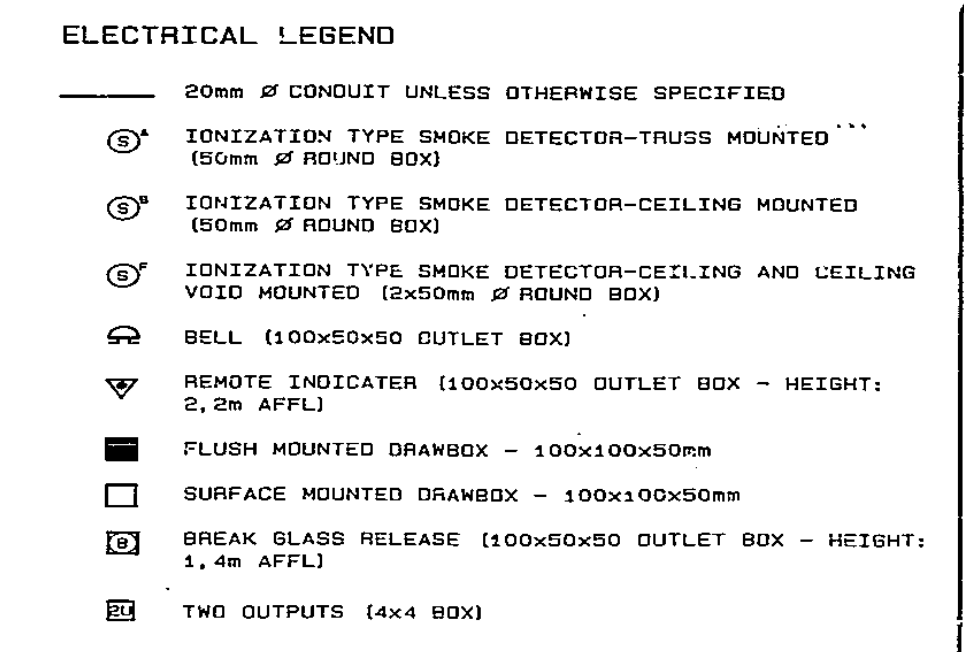 ELECTRICAL LEGEND
20mm Ø CONDUIT UNLESS OTHERWISE SPECIFIED
(S)A IONIZATION TYPE SMOKE DETECTOR-TRUSS MOUNTED
(50mm Ø ROUND BOX)
(S)B IONIZATION TYPE SMOKE DETECTOR-CEILING MOUNTED
(50mm Ø ROUND BOX)
(S)F IONIZATION TYPE SMOKE DETECTOR-CEILING AND CEILING
VOID MOUNTED (2x50mm Ø ROUND BOX)
BELL (100x50x50 OUTLET BOX)
REMOTE INDICATER (100x50x50 OUTLET BOX - HEIGHT:
2,2m AFFL)
FLUSH MOUNTED DRAWBOX - 100x100x50mm
SURFACE MOUNTED DRAWBOX - 100x100x50mm
B BREAK GLASS RELEASE (100x50x50 OUTLET BOX - HEIGHT:
1,4m AFFL)
TWO OUTPUTS (4x4 BOX)